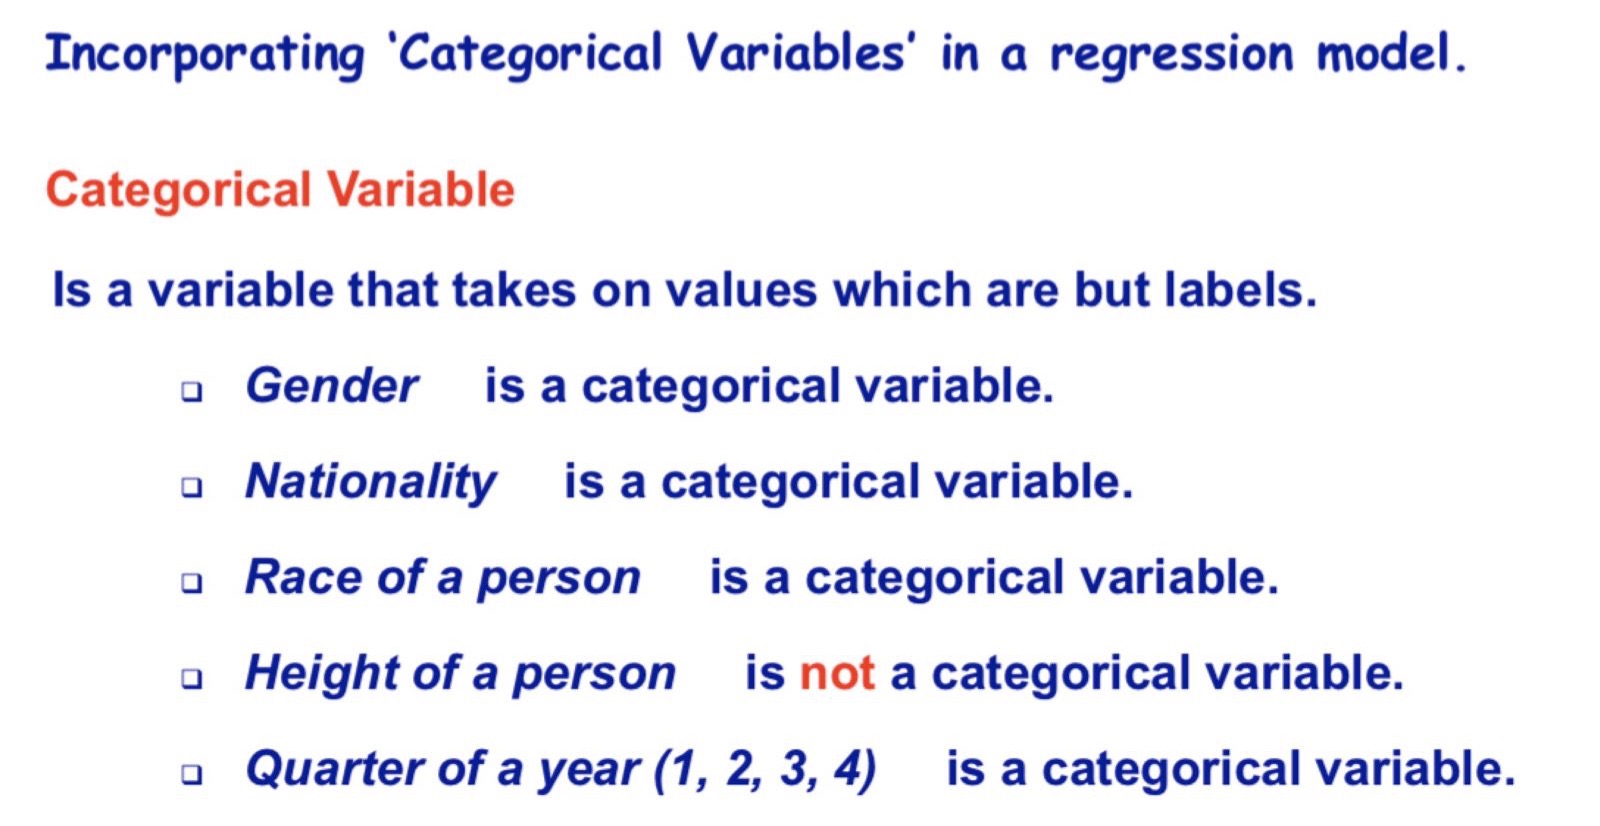 Incorporating ‘Categorical Variables’ in a regression model.
Categorical Variable
Is a variable that takes on values which are but labels.
❑ Gender is a categorical variable.
❑ Nationality is a categorical variable.
❑ Race of a person is a categorical variable.
❑ Height of a person is not a categorical variable.
❑ Quarter of a year (1, 2, 3, 4) is a categorical variable.